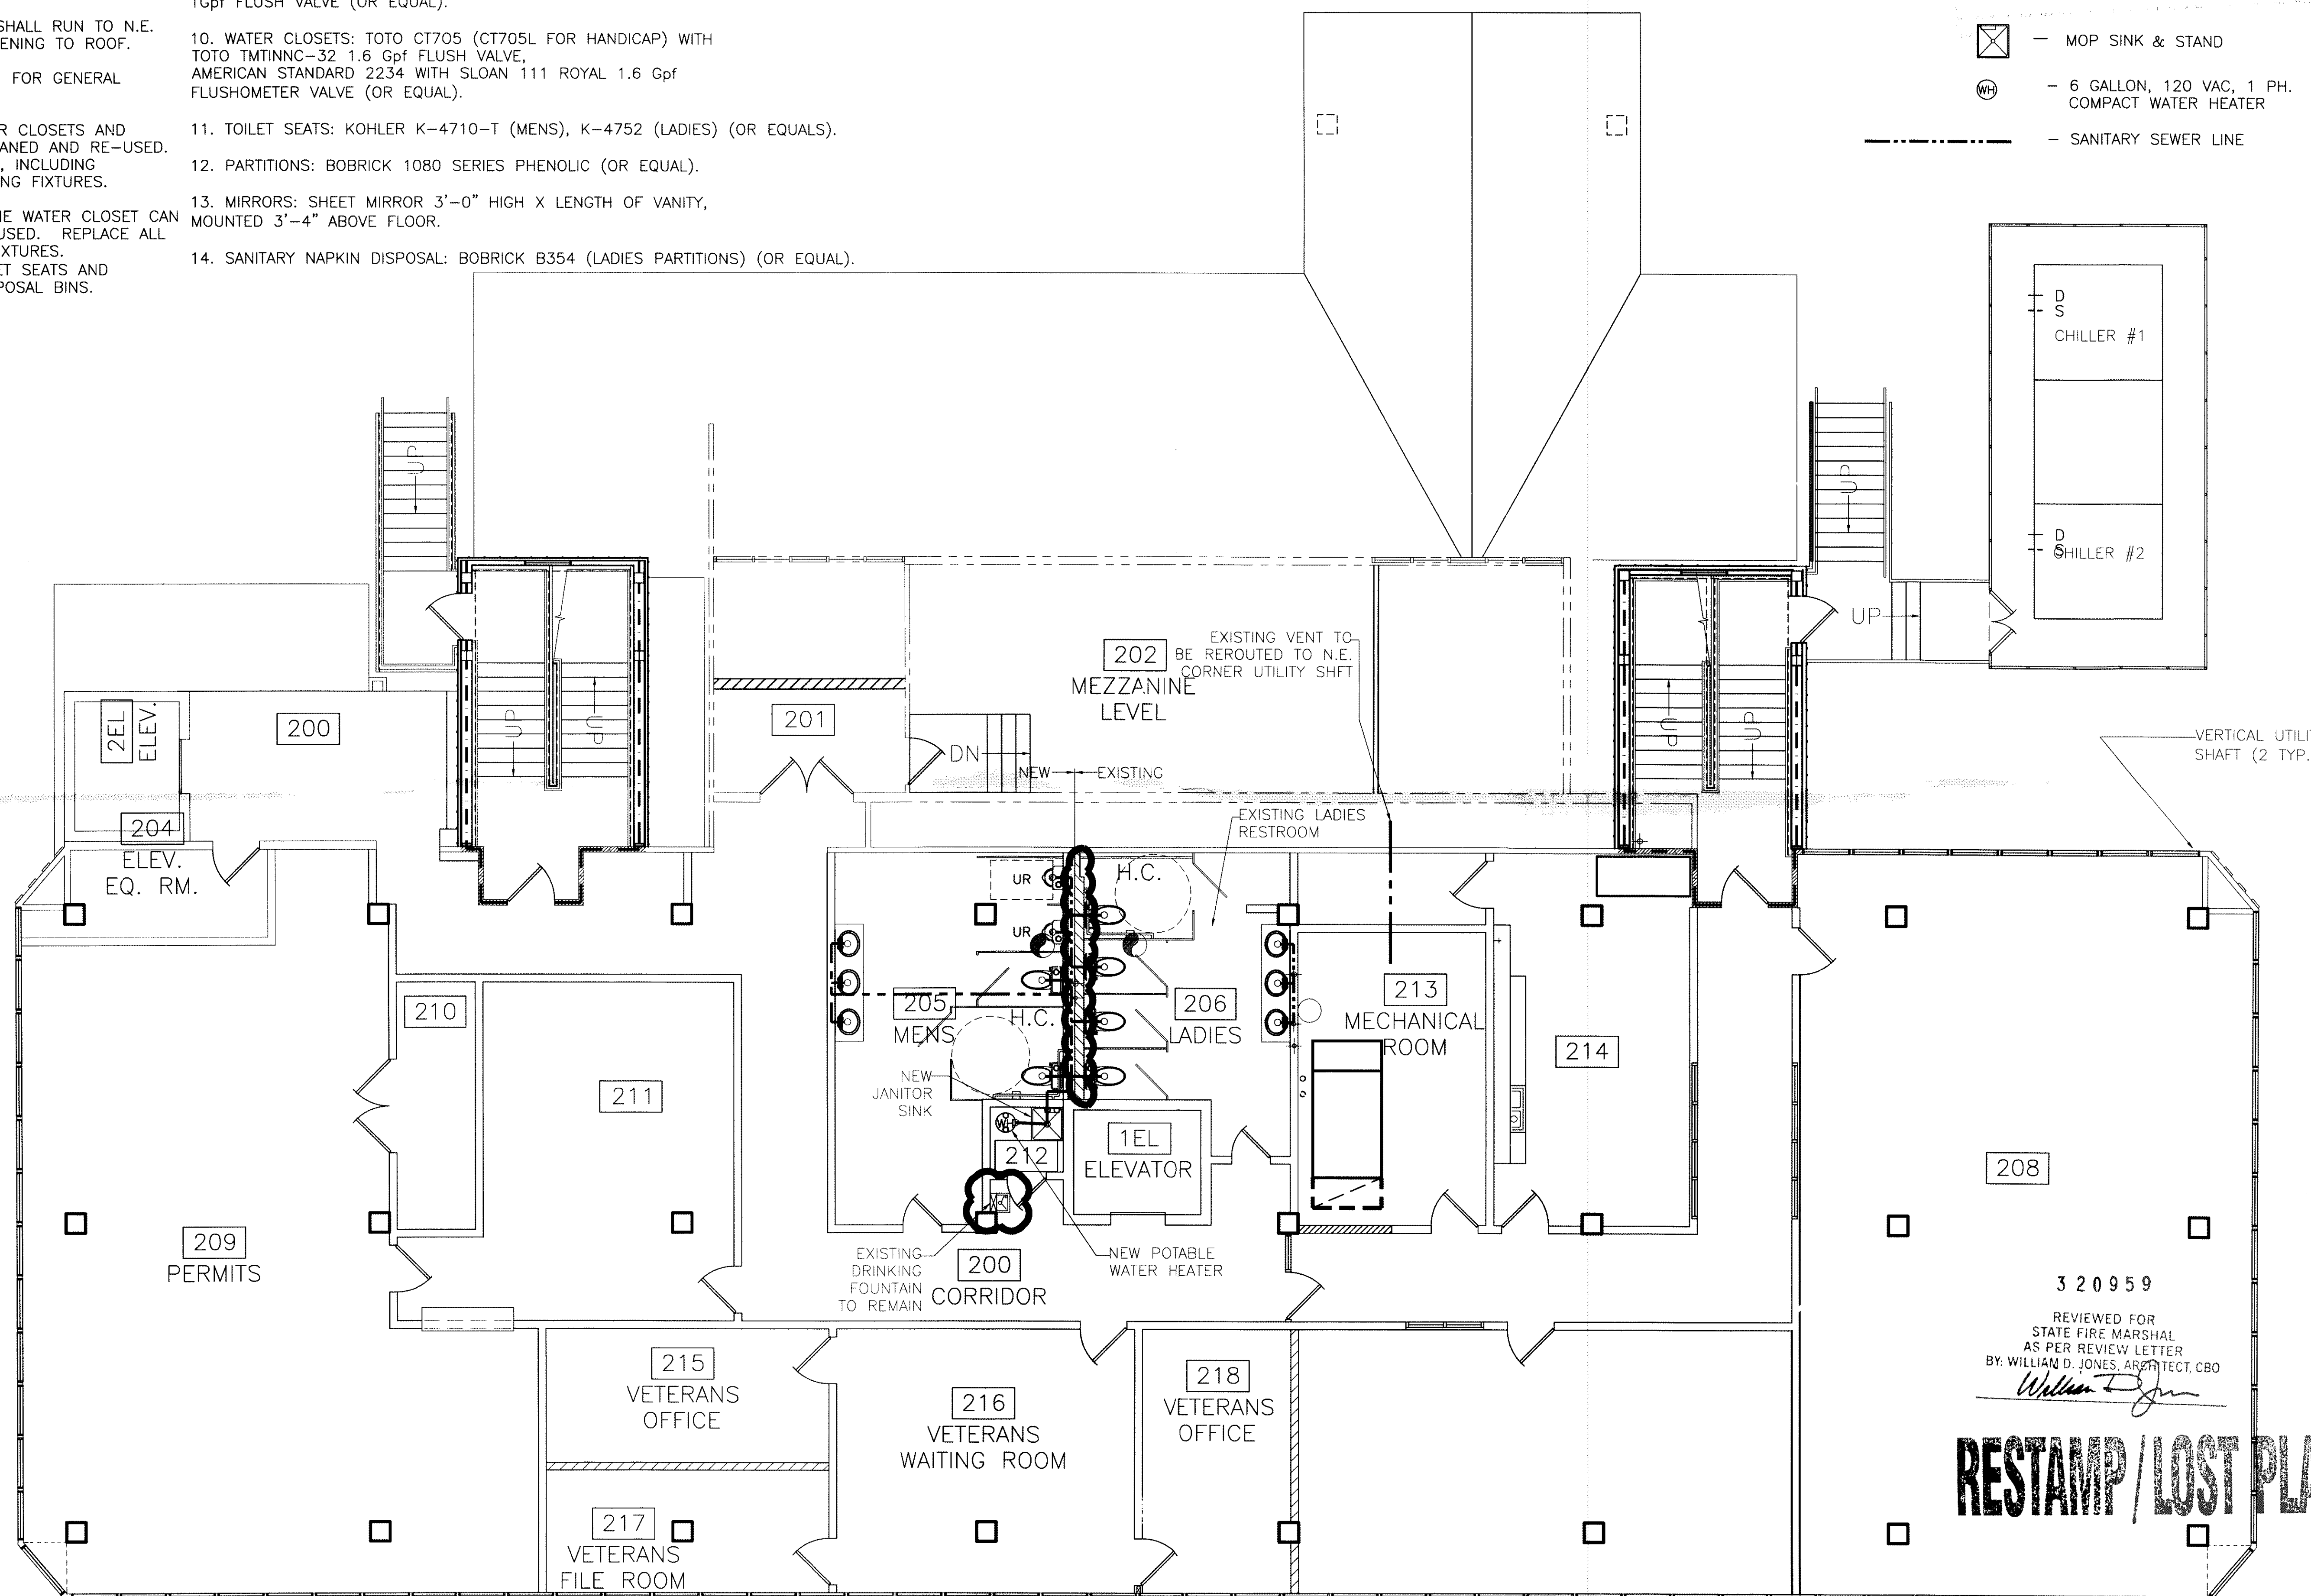 SHALL RUN TO N.E.
ENING TO ROOF.
FOR GENERAL
R CLOSETS AND
ANED AND RE-USED.
, INCLUDING
NG FIXTURES.
NE WATER CLOSET CAN
USED. REPLACE ALL
XTURES.
ET SEATS AND
POSAL BINS.
1Gpf FLUSH VALVE (OR EQUAL).
10. WATER CLOSETS: TOTO CT705 (CT705L FOR HANDICAP) WITH
TOTO TMTINNC-32 1.6 Gpf FLUSH VALVE,
AMERICAN STANDARD 2234 WITH SLOAN 111 ROYAL 1.6 Gpf
FLUSHOMETER VALVE (OR EQUAL).
11. TOILET SEATS: KOHLER K-4710-T (MENS), K-4752 (LADIES) (OR EQUALS).
12. PARTITIONS: BOBRICK 1080 SERIES PHENOLIC (OR EQUAL).
13. MIRRORS: SHEET MIRROR 3'-0" HIGH X LENGTH OF VANITY,
MOUNTED 3'-4" ABOVE FLOOR.
14. SANITARY NAPKIN DISPOSAL: BOBRICK B354 (LADIES PARTITIONS) (OR EQUAL).
— MOP SINK & STAND
WH
— 6 GALLON, 120 VAC, 1 PH.
COMPACT WATER HEATER
— SANITARY SEWER LINE
D
S
CHILLER #1
D
S
CHILLER #2
UP
UP
UP
UP
UP
UP
UP
2EL
ELEV.
200
201
DN
202
MEZZANINE
LEVEL
EXISTING VENT TO
BE REROUTED TO N.E.
CORNER UTILITY SHFT
NEW
EXISTING
EXISTING LADIES
RESTROOM
VERTICAL UTILI
SHAFT (2 TYP.
204
ELEV.
EQ. RM.
UR
UR
H.C.
205
MENS
H.C.
206
LADIES
NEW
JANITOR
SINK
WH
212
1EL
ELEVATOR
213
MECHANICAL
ROOM
214
208
210
211
209
PERMITS
EXISTING
DRINKING
FOUNTAIN
TO REMAIN
200
CORRIDOR
NEW POTABLE
WATER HEATER
215
VETERANS
OFFICE
216
VETERANS
WAITING ROOM
218
VETERANS
OFFICE
217
VETERANS
FILE ROOM
320959
REVIEWED FOR
STATE FIRE MARSHAL
AS PER REVIEW LETTER
BY: WILLIAM D. JONES, ARCHITECT, CBO
William D Jones
RESTAMP/LOST PLA